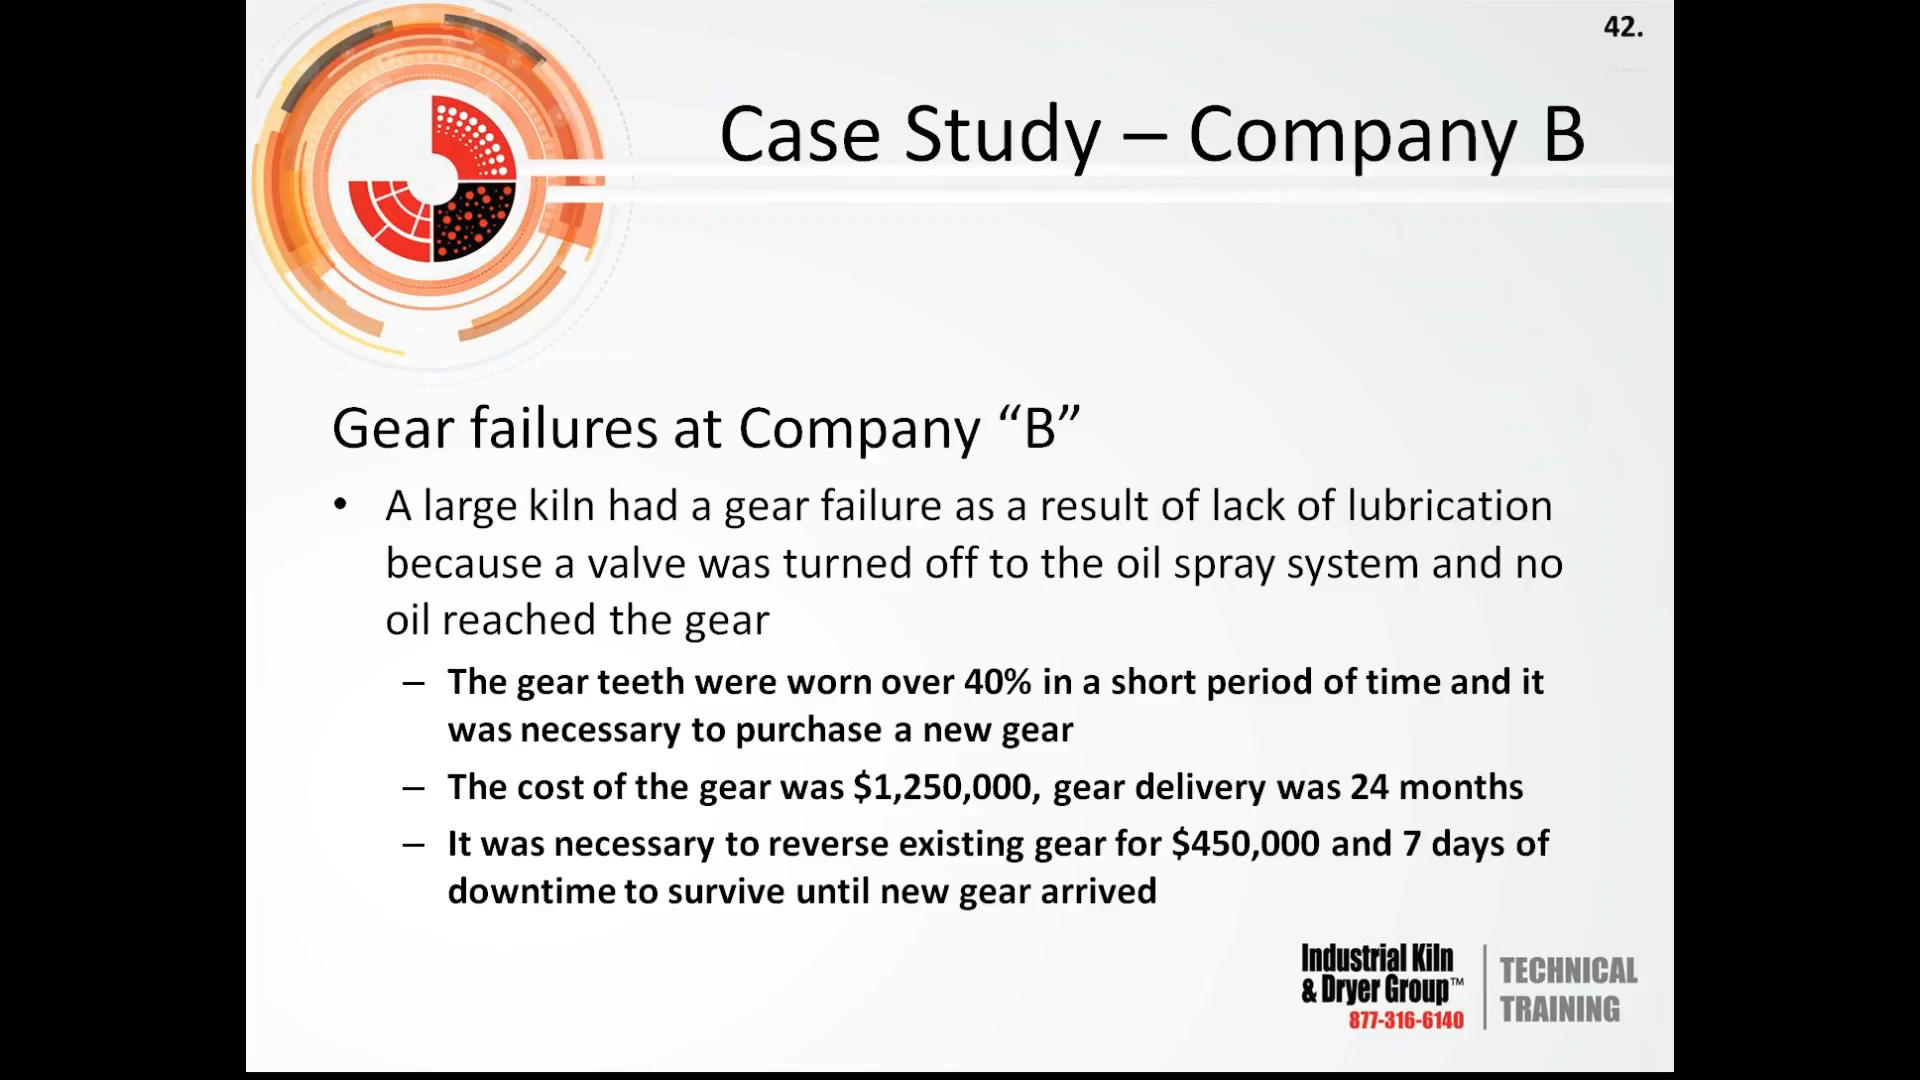 42.
Case Study – Company B
Gear failures at Company “B”
• A large kiln had a gear failure as a result of lack of lubrication
because a valve was turned off to the oil spray system and no
oil reached the gear
– The gear teeth were worn over 40% in a short period of time and it
was necessary to purchase a new gear
– The cost of the gear was $1,250,000, gear delivery was 24 months
– It was necessary to reverse existing gear for $450,000 and 7 days of
downtime to survive until new gear arrived
Industrial Kiln
& Dryer Group™
877-316-6140
TECHNICAL
TRAINING